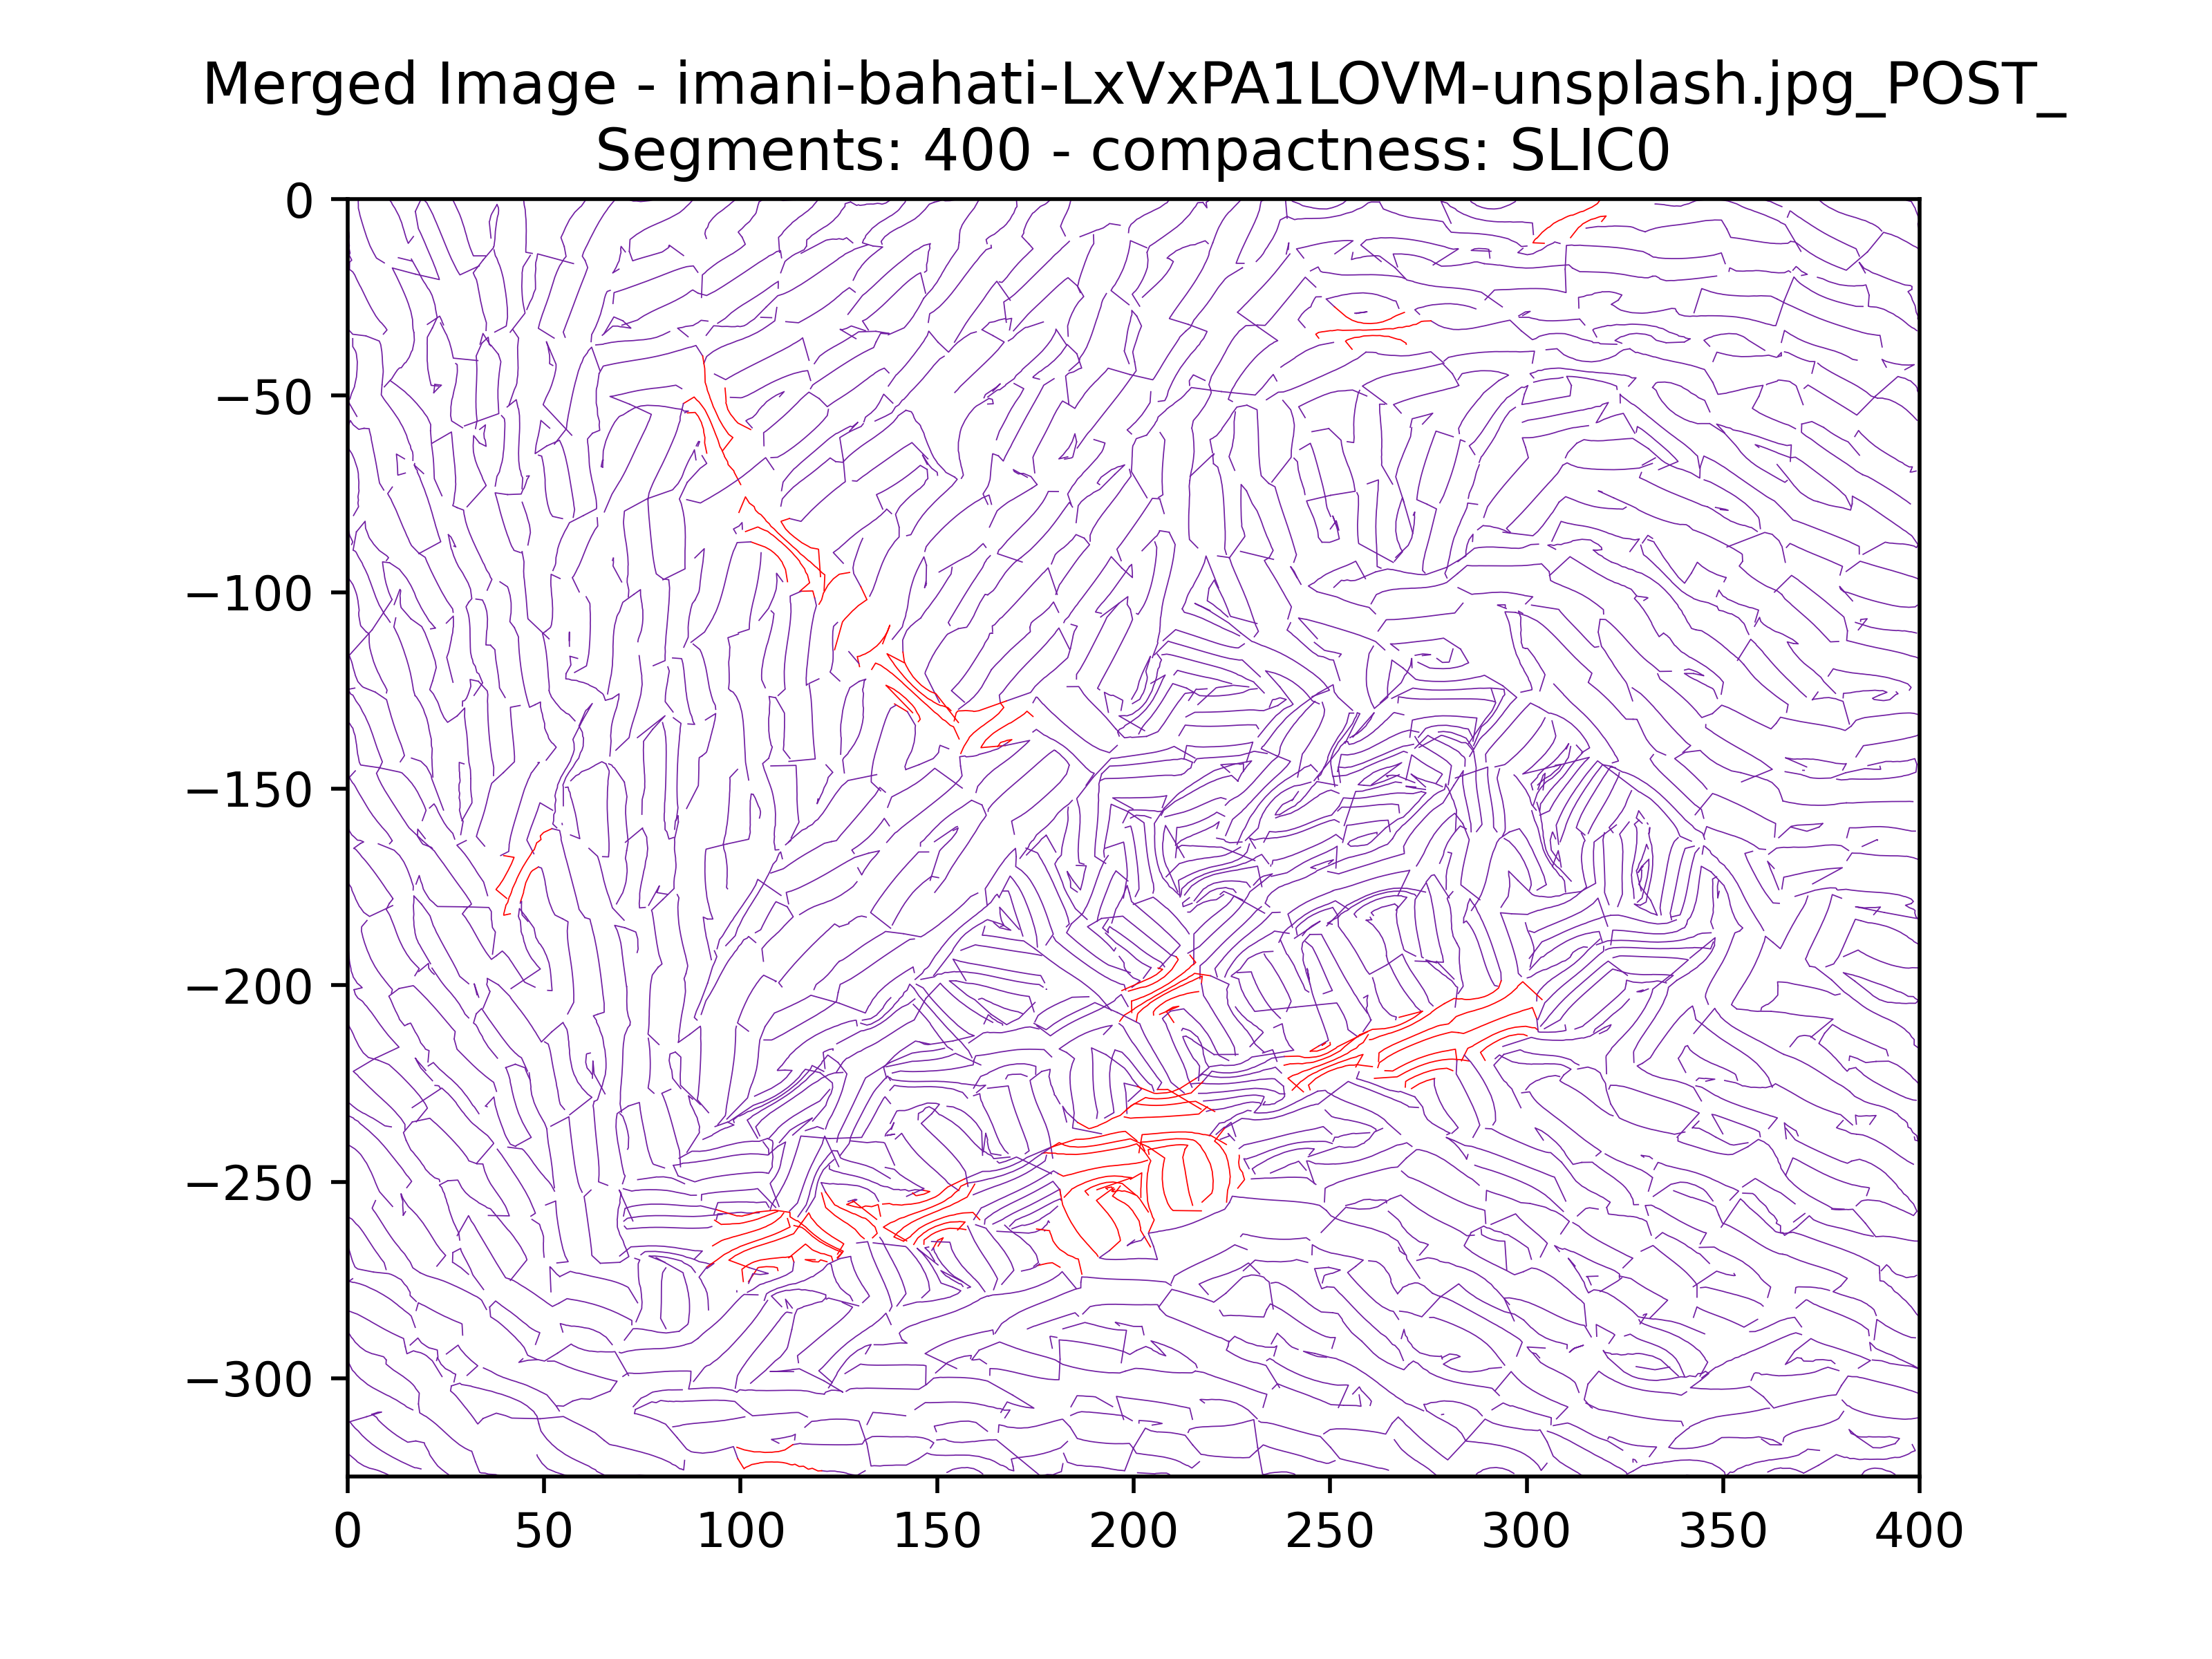 Merged Image - imani-bahati-LxVxPA1LOVM-unsplash.jpg_POST_
Segments: 400 - compactness: SLIC0
0
−50
−100
−150
−200
−250
−300
0 50 100 150 200 250 300 350 400